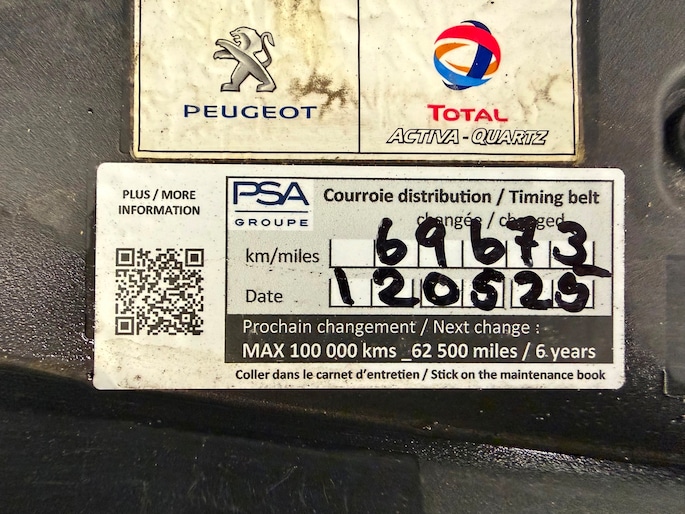 PEUGEOT
TOTAL
ACTIVA-QUARTZ
PLUS / MORE
INFORMATION
PSA
GROUPE
Courroie distribution / Timing belt
changée / changed
km/miles 69673
Date 120525
Prochain changement / Next change :
MAX 100 000 kms _62 500 miles / 6 years
Coller dans le carnet d'entretien / Stick on the maintenance book